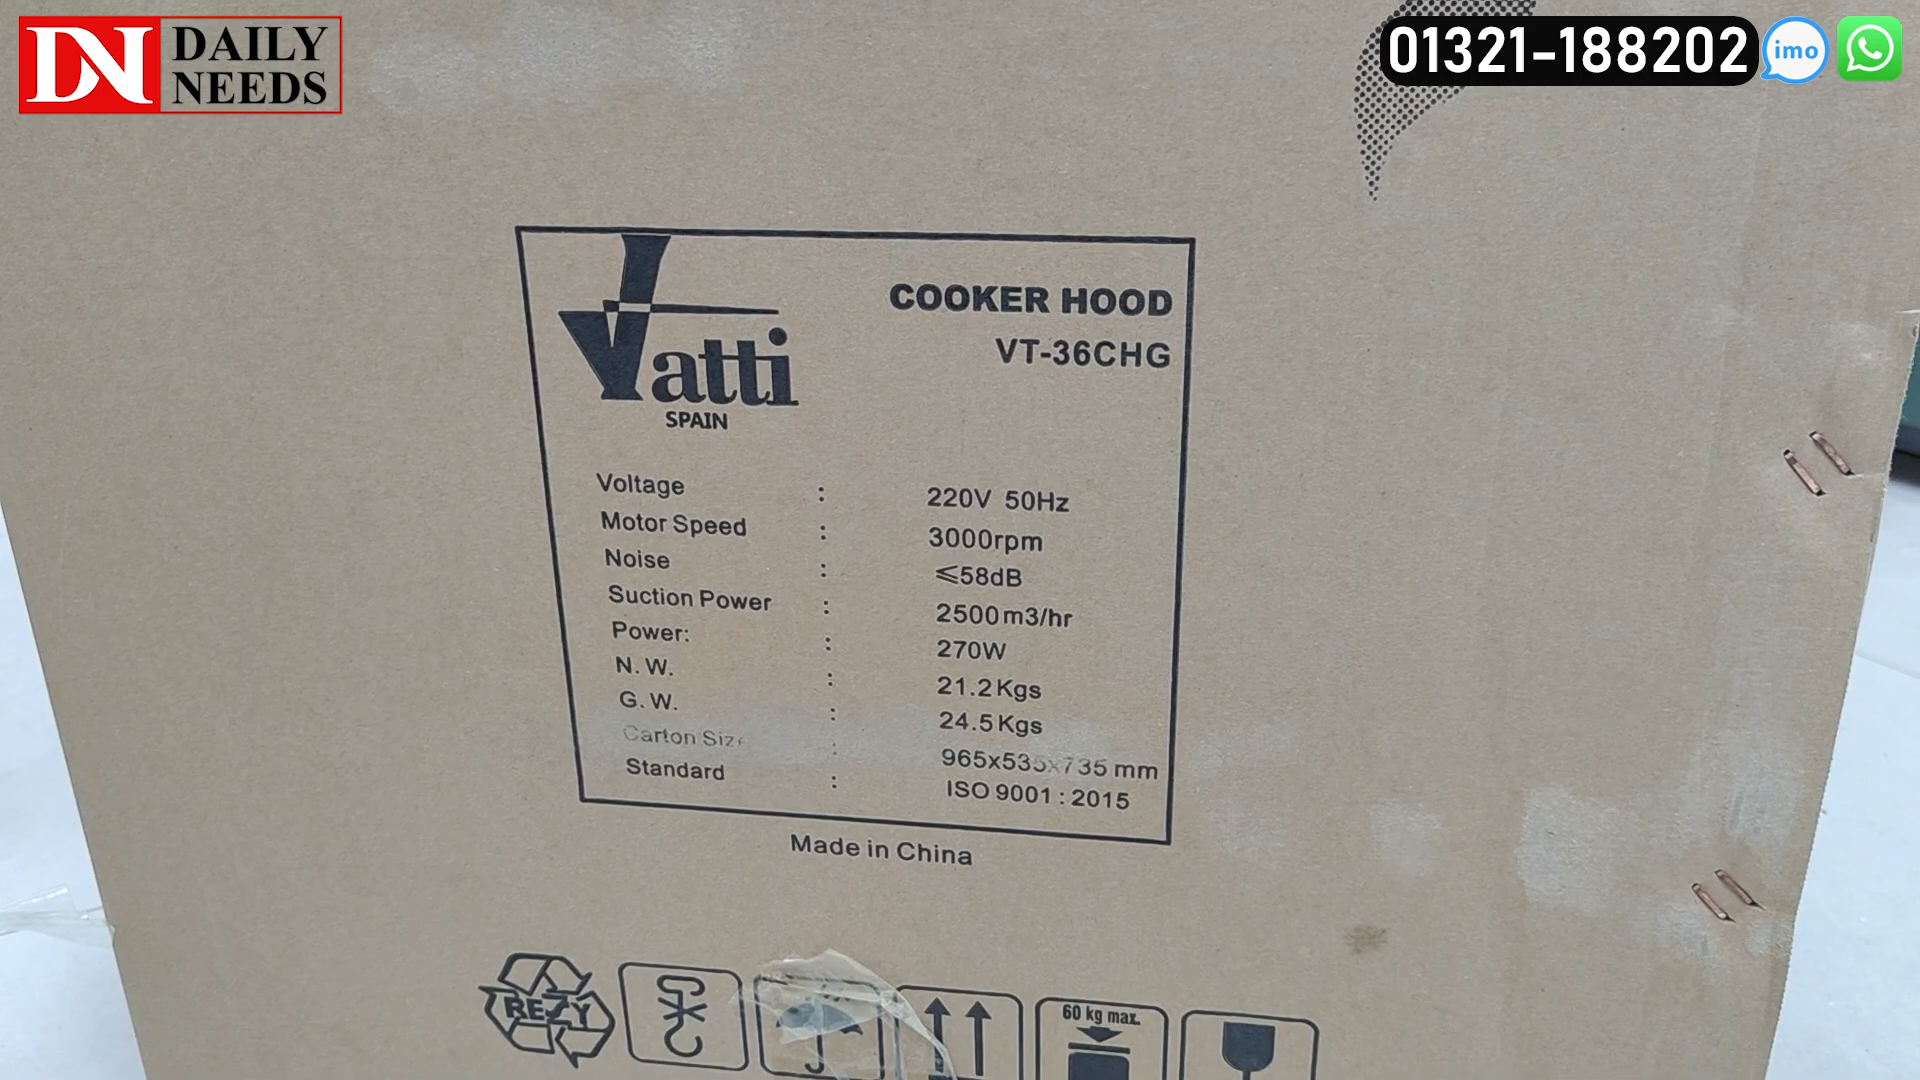 DN DAILY NEEDS
01321-188202
imo
Vatti
SPAIN
COOKER HOOD
VT-36CHG
Voltage : 220V 50Hz
Motor Speed : 3000rpm
Noise : ≤58dB
Suction Power : 2500m3/hr
Power: : 270W
N. W. : 21.2Kgs
G. W. : 24.5Kgs
Carton Size : 965x535x735 mm
Standard : ISO 9001 : 2015
Made in China
RESY
60 kg max.